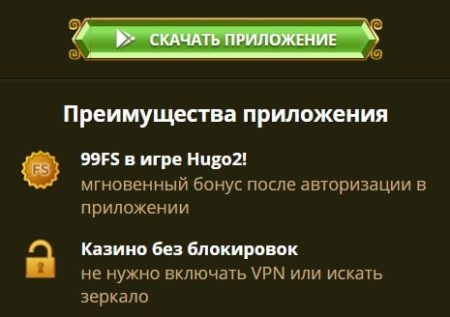 СКАЧАТЬ ПРИЛОЖЕНИЕ
Преимущества приложения
FS
99FS в игре Hugo2!
мгновенный бонус после авторизации в
приложении
Казино без блокировок
не нужно включать VPN или искать
зеркало